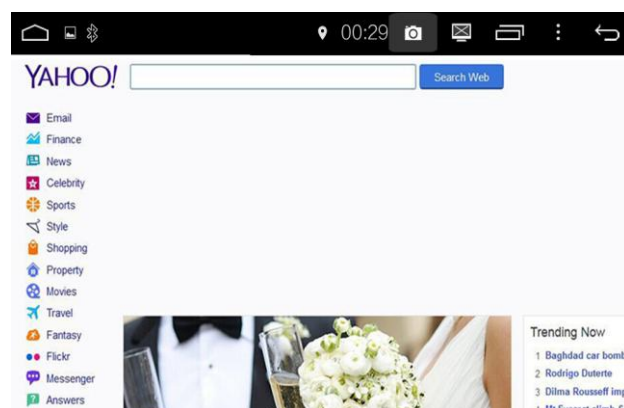 00:29
YAHOO!
Search Web
Email
Finance
News
Celebrity
Sports
Style
Shopping
Property
Movies
Travel
Fantasy
Flickr
Messenger
Answers
Trending Now
1 Baghdad car bomb
2 Rodrigo Duterte
3 Dilma Rousseff imp